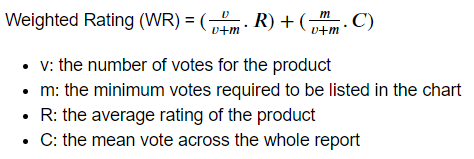 Weighted Rating (WR) = (v/v+m . R) + (m/v+m . C)
• v: the number of votes for the product
• m: the minimum votes required to be listed in the chart
• R: the average rating of the product
• C: the mean vote across the whole report